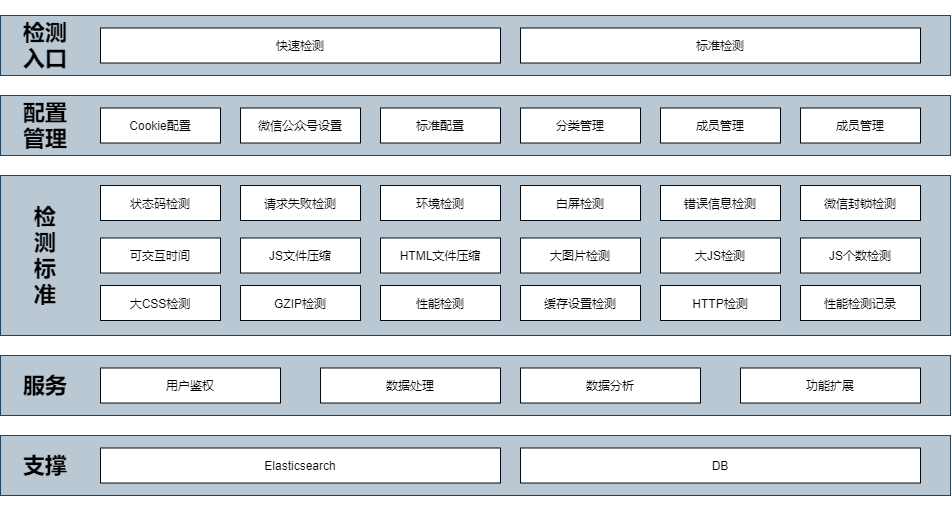 检测
入口
快速检测
标准检测
配置
管理
Cookie配置
微信公众号设置
标准配置
分类管理
成员管理
成员管理
检
测
标
准
状态码检测
请求失败检测
环境检测
白屏检测
错误信息检测
微信封锁检测
可交互时间
JS文件压缩
HTML文件压缩
大图片检测
大JS检测
JS个数检测
大CSS检测
GZIP检测
性能检测
缓存设置检测
HTTP检测
性能检测记录
服务
用户鉴权
数据处理
数据分析
功能扩展
支撑
Elasticsearch
DB